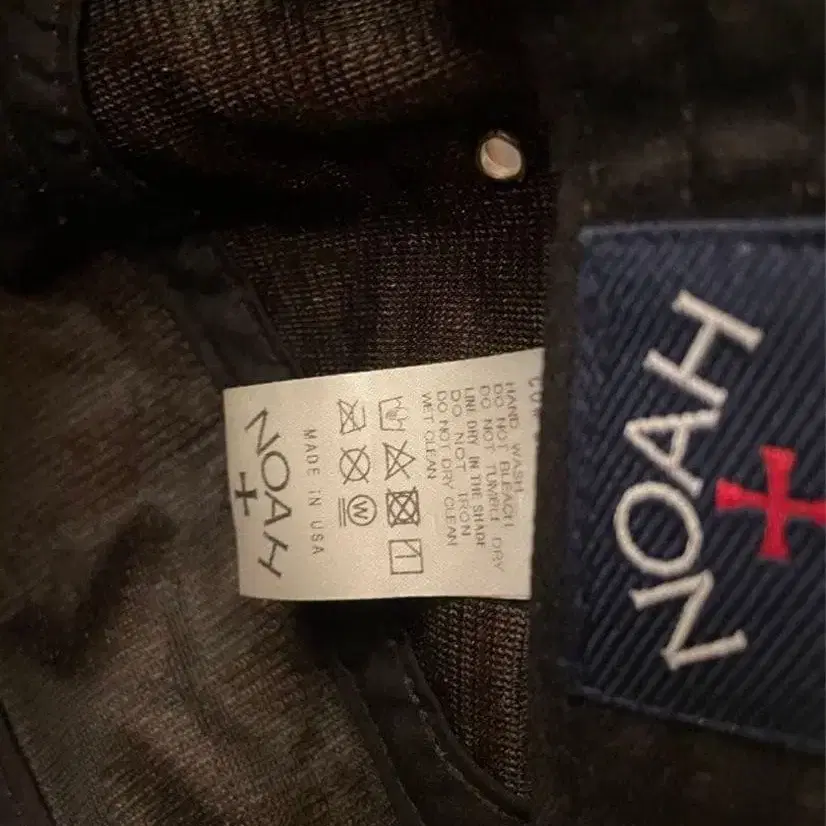 HAND WASH
DO NOT BLEACH
DO NOT TUMBLE DRY
LINE DRY IN THE SHADE
DO NOT IRON
DO NOT DRY CLEAN
WET CLEAN
W
MADE IN USA
NOAH
NOAH